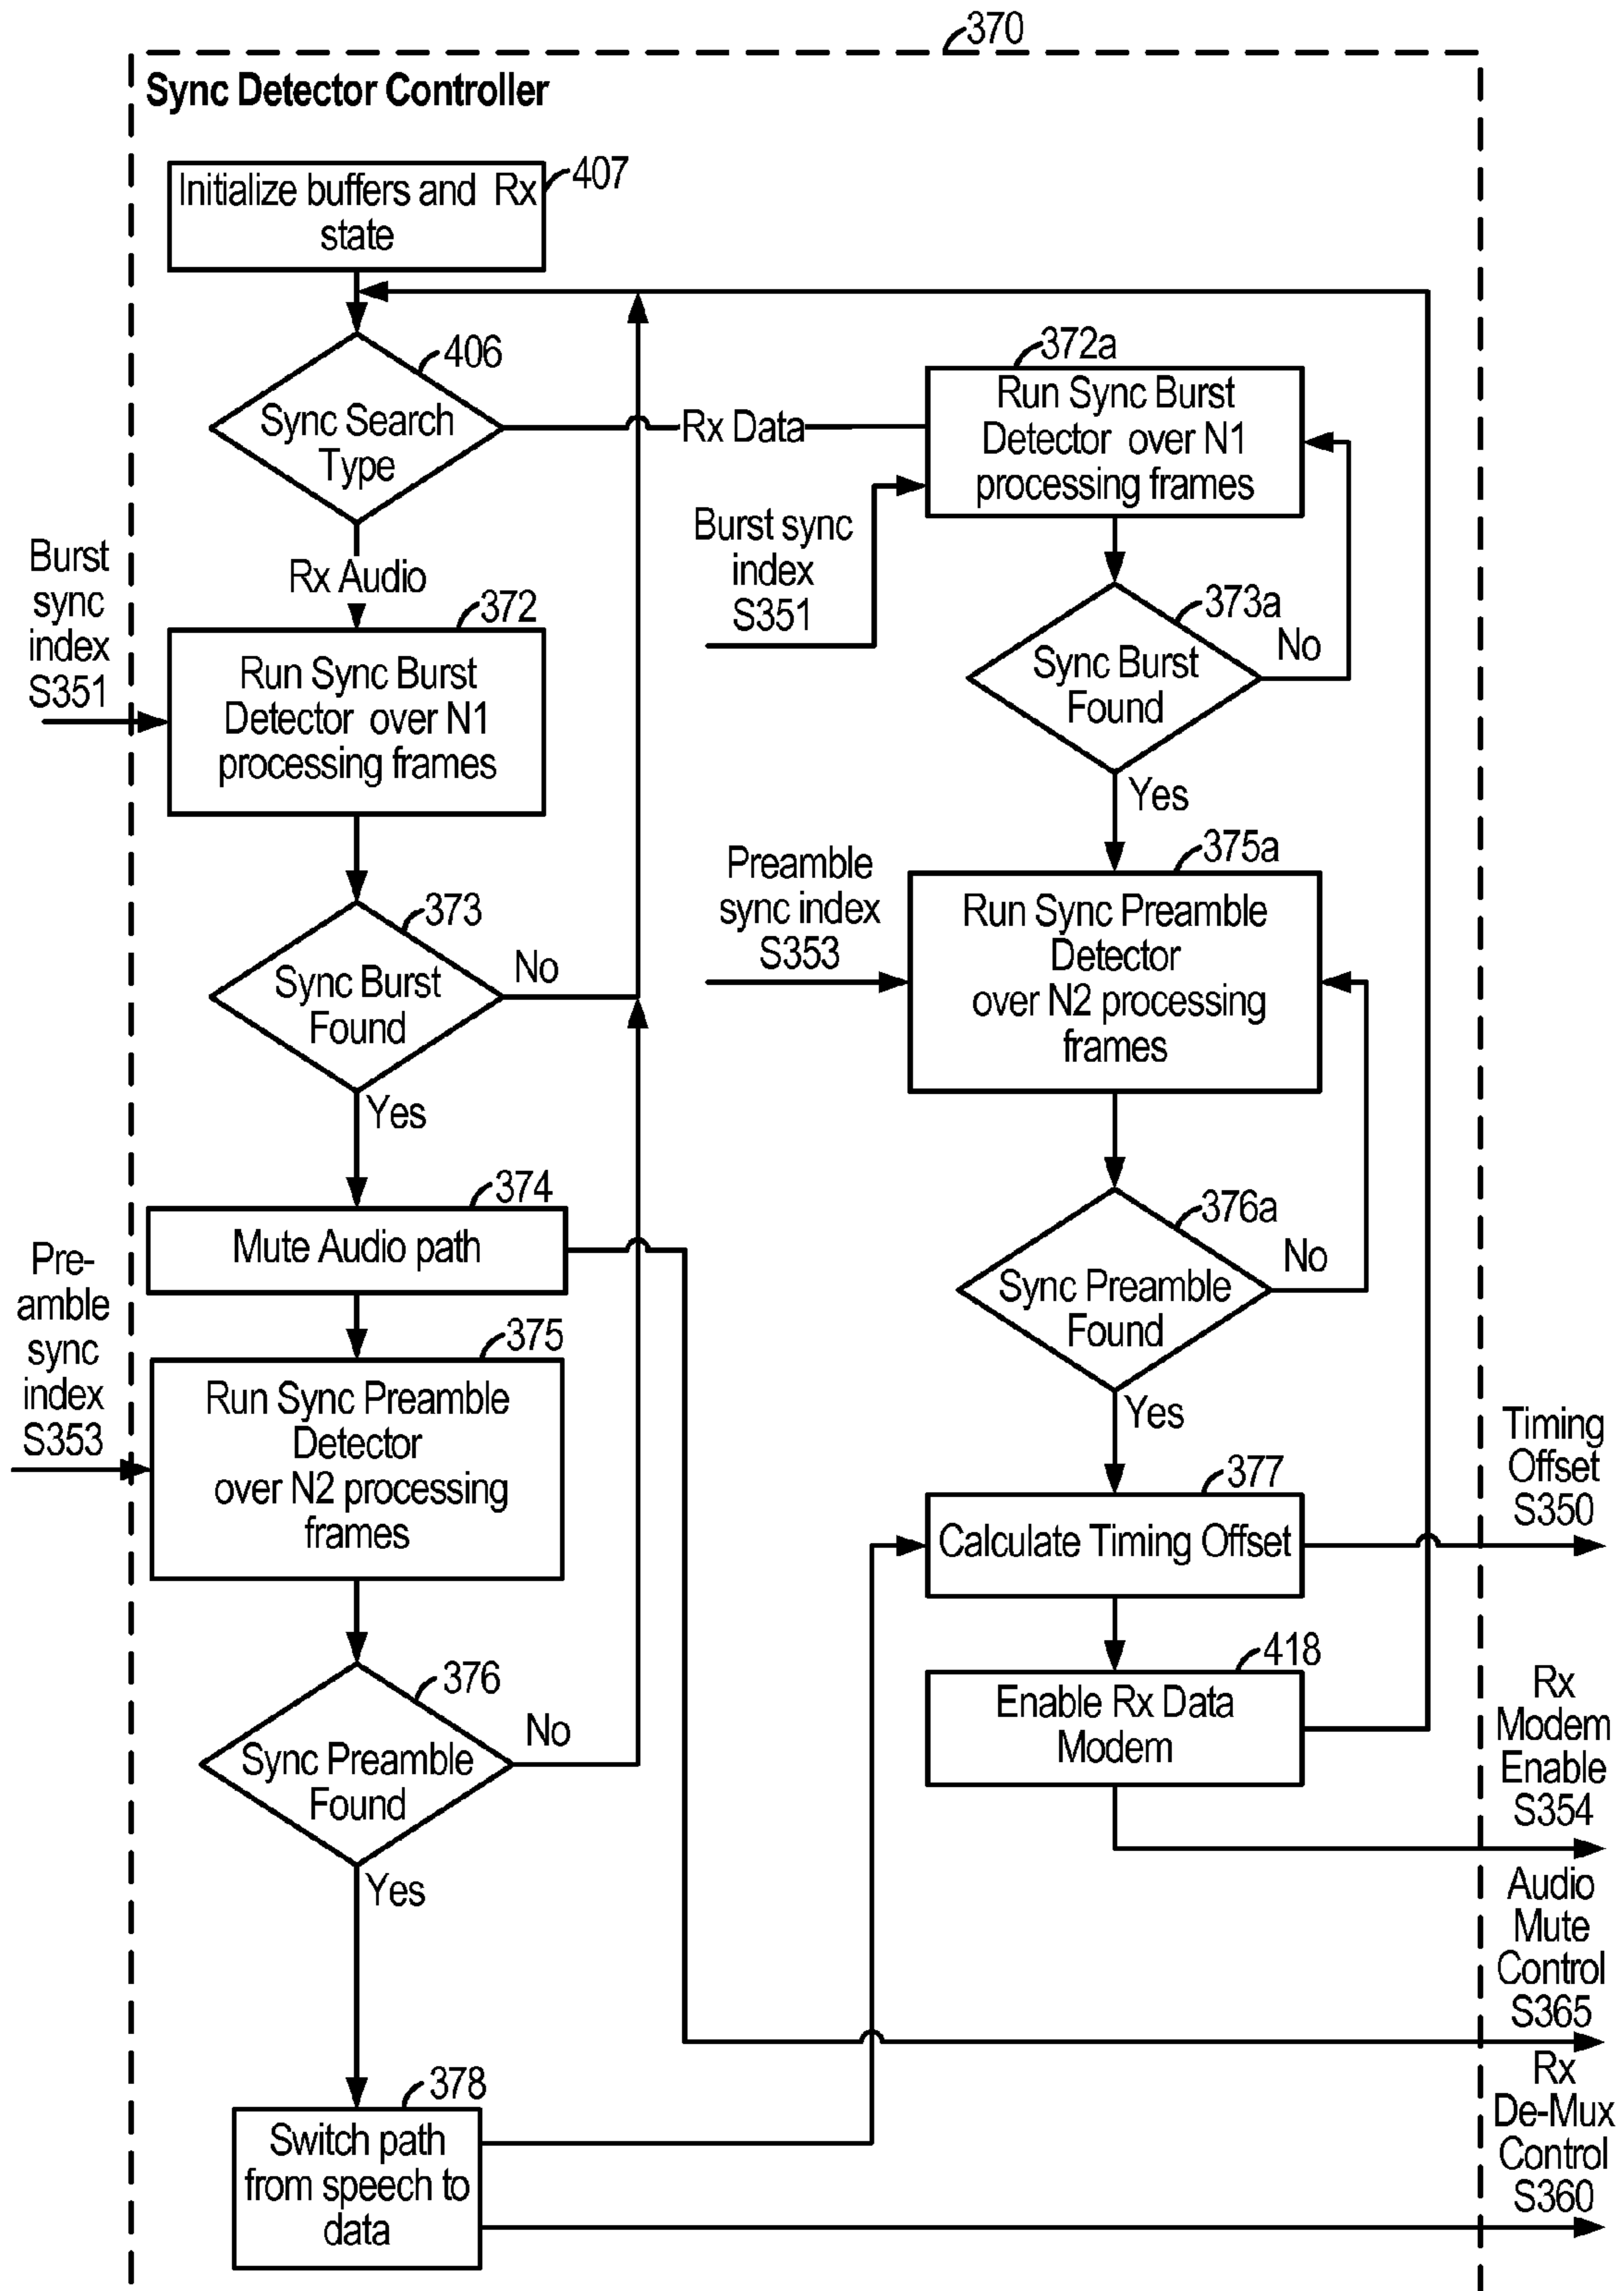 370
Sync Detector Controller
407
Initialize buffers and Rx
state
406
Sync Search
Type
Rx Data
Rx Audio
Burst
sync
index
S351
372
Run Sync Burst
Detector over N1
processing frames
373
Sync Burst
Found
No
Yes
374
Mute Audio path
Pre-
amble
sync
index
S353
375
Run Sync Preamble
Detector
over N2 processing
frames
376
Sync Preamble
Found
No
Yes
378
Switch path
from speech to
data
372a
Run Sync Burst
Detector over N1
processing frames
Burst sync
index
S351
373a
Sync Burst
Found
No
Yes
Preamble
sync index
S353
375a
Run Sync Preamble
Detector
over N2 processing
frames
376a
Sync Preamble
Found
No
Yes
377
Calculate Timing Offset
418
Enable Rx Data
Modem
Timing
Offset
S350
Rx
Modem
Enable
S354
Audio
Mute
Control
S365
Rx
De-Mux
Control
S360